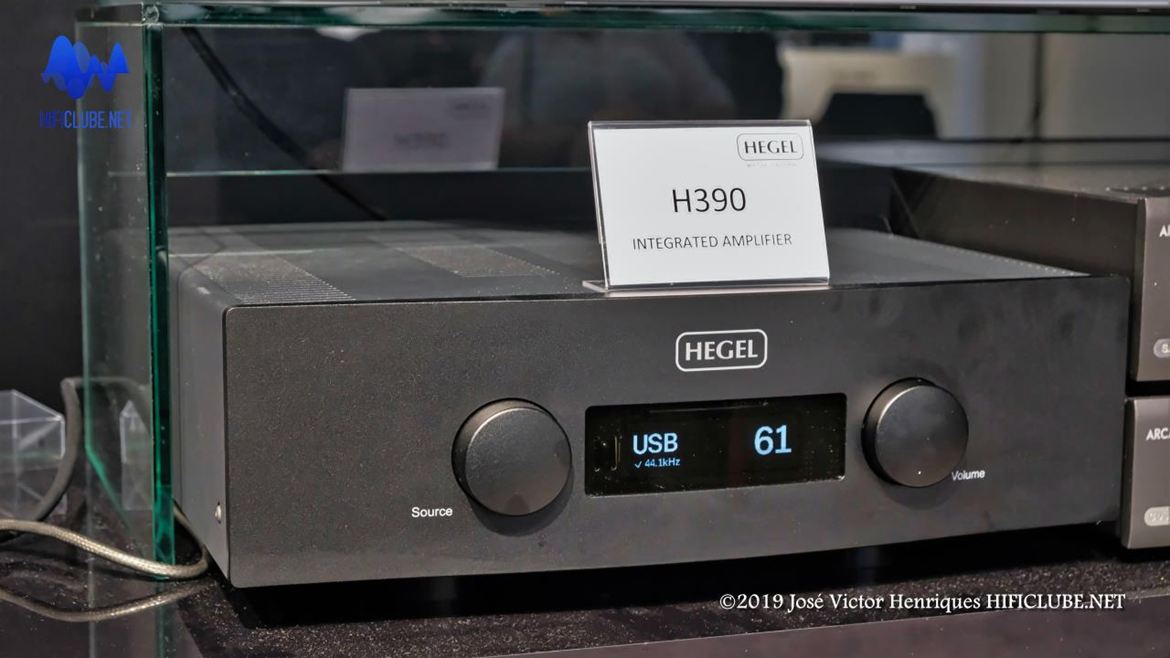 HIFICLUBE.NET
HEGEL
H390
INTEGRATED AMPLIFIER
HEGEL
USB
61
✓ 44.1kHz
Source
Volume
ARC
©2019 José Victor Henriques HIFICLUBE.NET